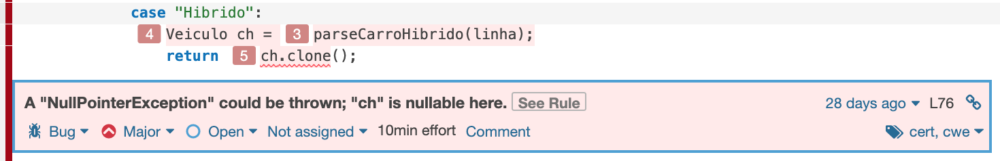 case "Hibrido":
4 Veiculo ch = 3 parseCarroHibrido(linha);
return 5 ch.clone();
A "NullPointerException" could be thrown; "ch" is nullable here. See Rule 28 days ago L76
Bug Major Open Not assigned 10min effort Comment cert, cwe